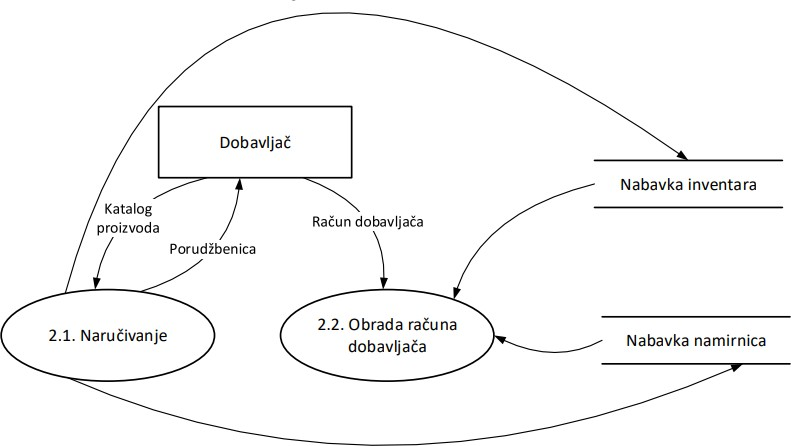 Dobavljač
Nabavka inventara
Katalog
proizvoda
Porudžbenica
Račun dobavljača
2.1. Naručivanje
2.2. Obrada računa
dobavljača
Nabavka namirnica